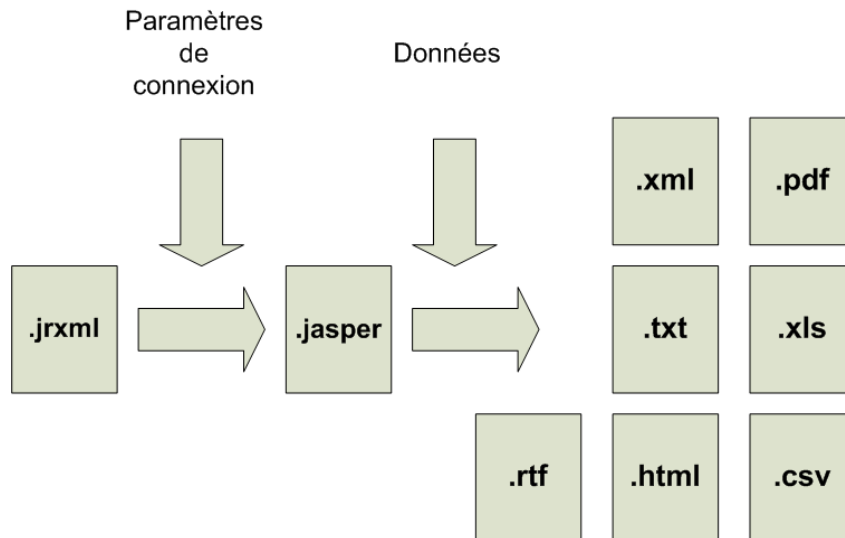 Paramètres
de
connexion
Données
.xml
.pdf
.jrxml
.jasper
.txt
.xls
.rtf
.html
.csv